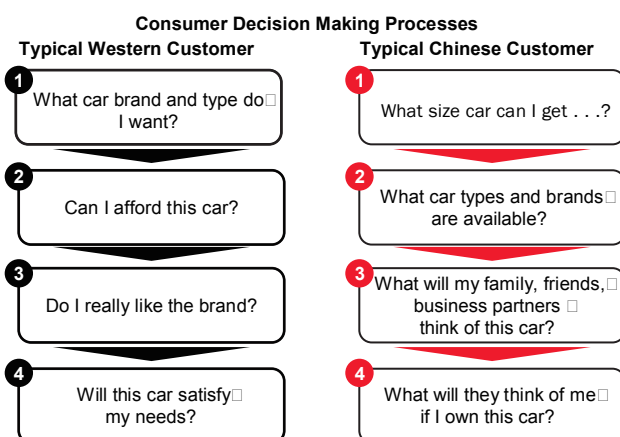 Consumer Decision Making Processes
Typical Western Customer
1
What car brand and type do□
I want?
2
Can I afford this car?
3
Do I really like the brand?
4
Will this car satisfy□
my needs?
Typical Chinese Customer
1
What size car can I get . . .?
2
What car types and brands□
are available?
3
What will my family, friends,□
business partners □
think of this car?
4
What will they think of me□
if I own this car?